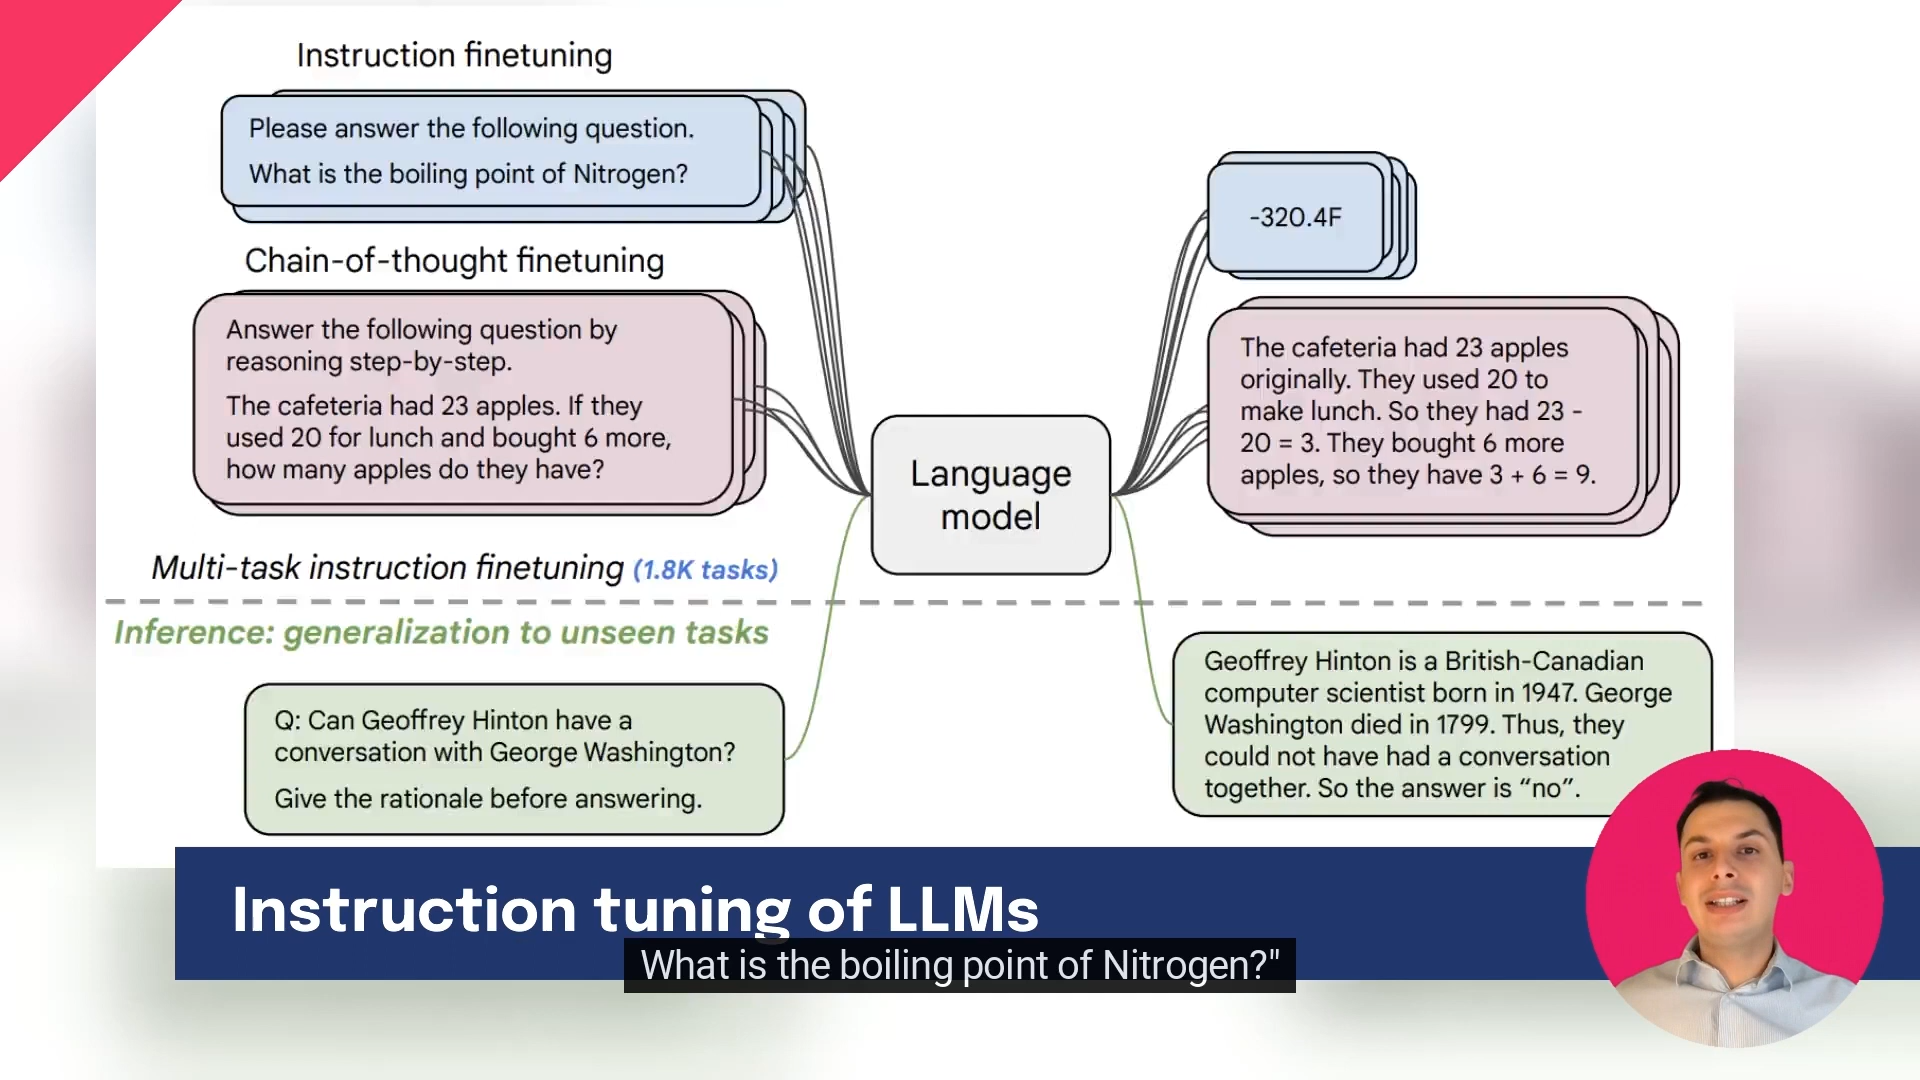 Instruction finetuning
Please answer the following question.
What is the boiling point of Nitrogen?
-320.4F
Chain-of-thought finetuning
Answer the following question by
reasoning step-by-step.
The cafeteria had 23 apples. If they
used 20 for lunch and bought 6 more,
how many apples do they have?
The cafeteria had 23 apples
originally. They used 20 to
make lunch. So they had 23 -
20 = 3. They bought 6 more
apples, so they have 3 + 6 = 9.
Language
model
Multi-task instruction finetuning (1.8K tasks)
Inference: generalization to unseen tasks
Q: Can Geoffrey Hinton have a
conversation with George Washington?
Give the rationale before answering.
Geoffrey Hinton is a British-Canadian
computer scientist born in 1947. George
Washington died in 1799. Thus, they
could not have had a conversation
together. So the answer is “no”.
Instruction tuning of LLMs
What is the boiling point of Nitrogen?"